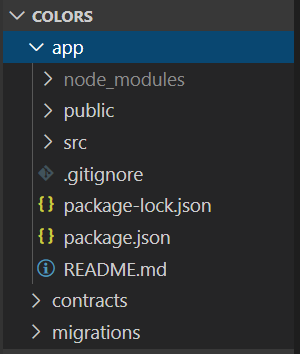 COLORS
app
node_modules
public
src
.gitignore
package-lock.json
package.json
README.md
contracts
migrations